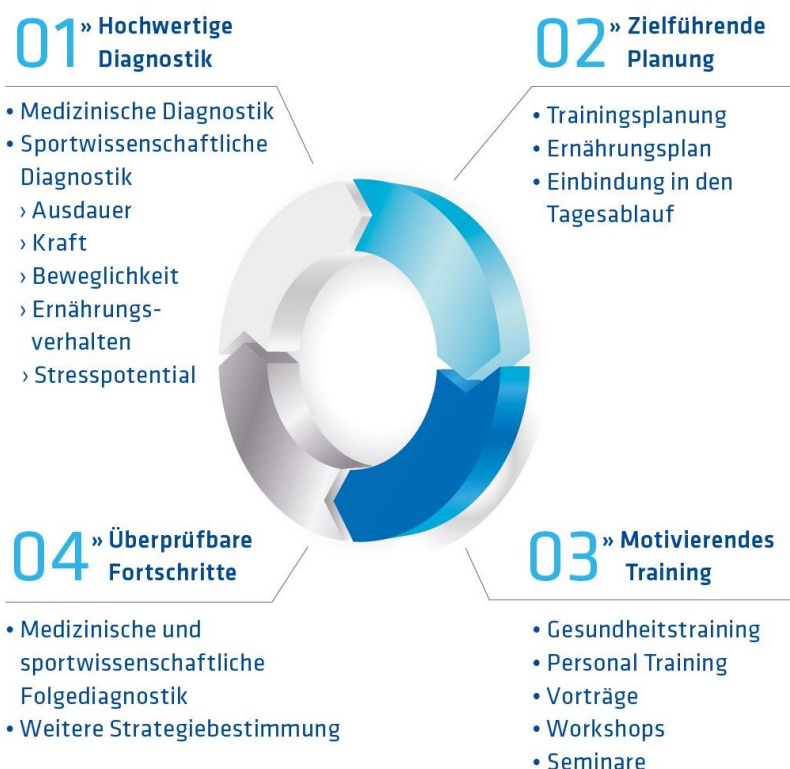 01 » Hochwertige
Diagnostik
• Medizinische Diagnostik
• Sportwissenschaftliche
Diagnostik
› Ausdauer
› Kraft
› Beweglichkeit
› Ernährungs-
verhalten
› Stresspotential
02 » Zielführende
Planung
• Trainingsplanung
• Ernährungsplan
• Einbindung in den
Tagesablauf
03 » Motivierendes
Training
• Gesundheitstraining
• Personal Training
• Vorträge
• Workshops
• Seminare
04 » Überprüfbare
Fortschritte
• Medizinische und
sportwissenschaftliche
Folgediagnostik
• Weitere Strategiebestimmung